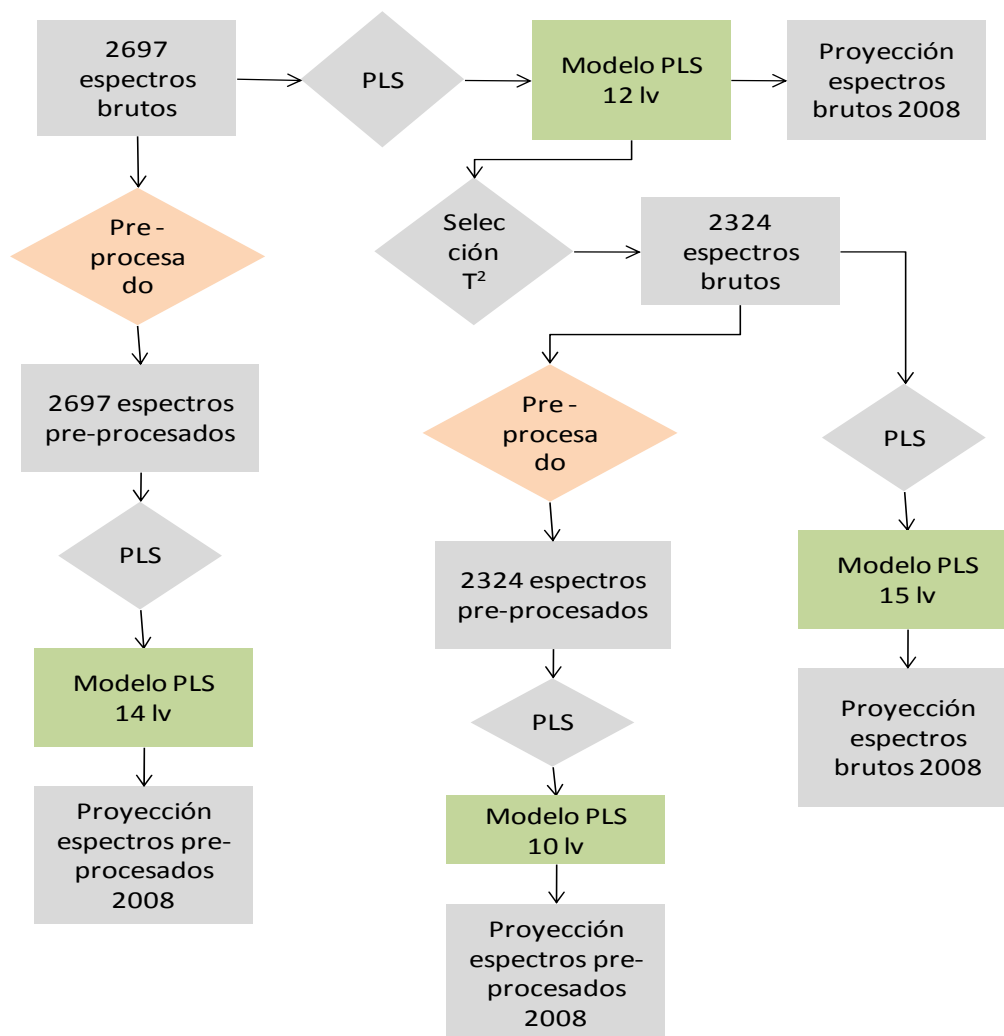 2697
espectros
brutos
PLS
Modelo PLS
12 lv
Proyección
espectros
brutos 2008
Pre -
procesa
do
Selec
ción
T²
2324
espectros
brutos
2697 espectros
pre-procesados
Pre -
procesa
do
PLS
PLS
2324 espectros
pre-procesados
Modelo PLS
15 lv
Modelo PLS
14 lv
PLS
Proyección
espectros
brutos 2008
Proyección
espectros pre-
procesados
2008
Modelo PLS
10 lv
Proyección
espectros pre-
procesados
2008